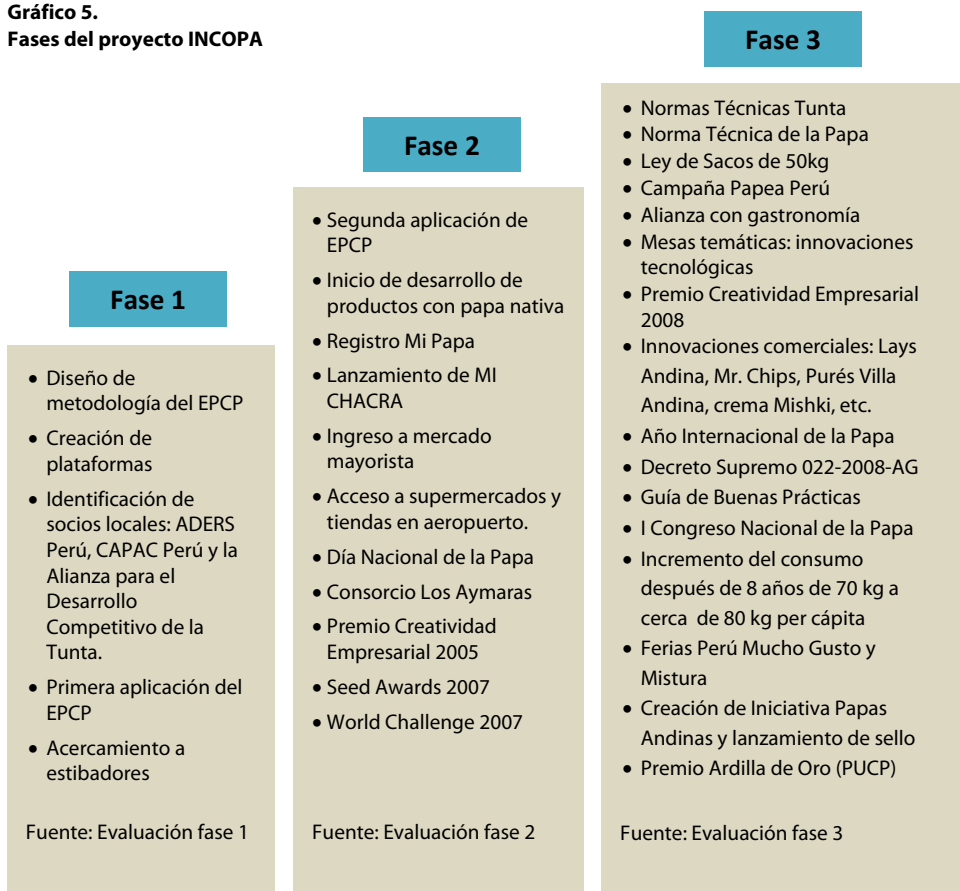 Gráfico 5.
Fases del proyecto INCOPA
Fase 1
• Diseño de
metodología del EPCP
• Creación de
plataformas
• Identificación de
socios locales: ADERS
Perú, CAPAC Perú y la
Alianza para el
Desarrollo
Competitivo de la
Tunta.
• Primera aplicación del
EPCP
• Acercamiento a
estibadores
Fuente: Evaluación fase 1
Fase 2
• Segunda aplicación de
EPCP
• Inicio de desarrollo de
productos con papa nativa
• Registro Mi Papa
• Lanzamiento de MI
CHACRA
• Ingreso a mercado
mayorista
• Acceso a supermercados y
tiendas en aeropuerto.
• Día Nacional de la Papa
• Consorcio Los Aymaras
• Premio Creatividad
Empresarial 2005
• Seed Awards 2007
• World Challenge 2007
Fuente: Evaluación fase 2
Fase 3
• Normas Técnicas Tunta
• Norma Técnica de la Papa
• Ley de Sacos de 50kg
• Campaña Papea Perú
• Alianza con gastronomía
• Mesas temáticas: innovaciones
tecnológicas
• Premio Creatividad Empresarial
2008
• Innovaciones comerciales: Lays
Andina, Mr. Chips, Purés Villa
Andina, crema Mishki, etc.
• Año Internacional de la Papa
• Decreto Supremo 022-2008-AG
• Guía de Buenas Prácticas
• I Congreso Nacional de la Papa
• Incremento del consumo
después de 8 años de 70 kg a
cerca de 80 kg per cápita
• Ferias Perú Mucho Gusto y
Mistura
• Creación de Iniciativa Papas
Andinas y lanzamiento de sello
• Premio Ardilla de Oro (PUCP)
Fuente: Evaluación fase 3